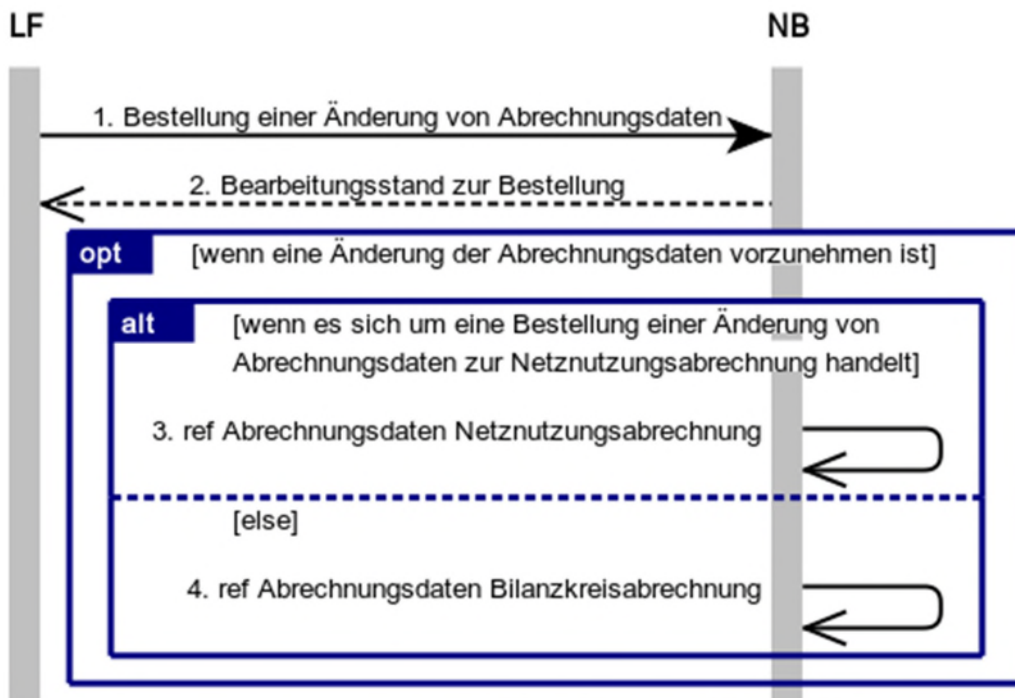 LF
NB
1. Bestellung einer Änderung von Abrechnungsdaten
2. Bearbeitungsstand zur Bestellung
opt
[wenn eine Änderung der Abrechnungsdaten vorzunehmen ist]
alt
[wenn es sich um eine Bestellung einer Änderung von
Abrechnungsdaten zur Netznutzungsabrechnung handelt]
3. ref Abrechnungsdaten Netznutzungsabrechnung
[else]
4. ref Abrechnungsdaten Bilanzkreisabrechnung